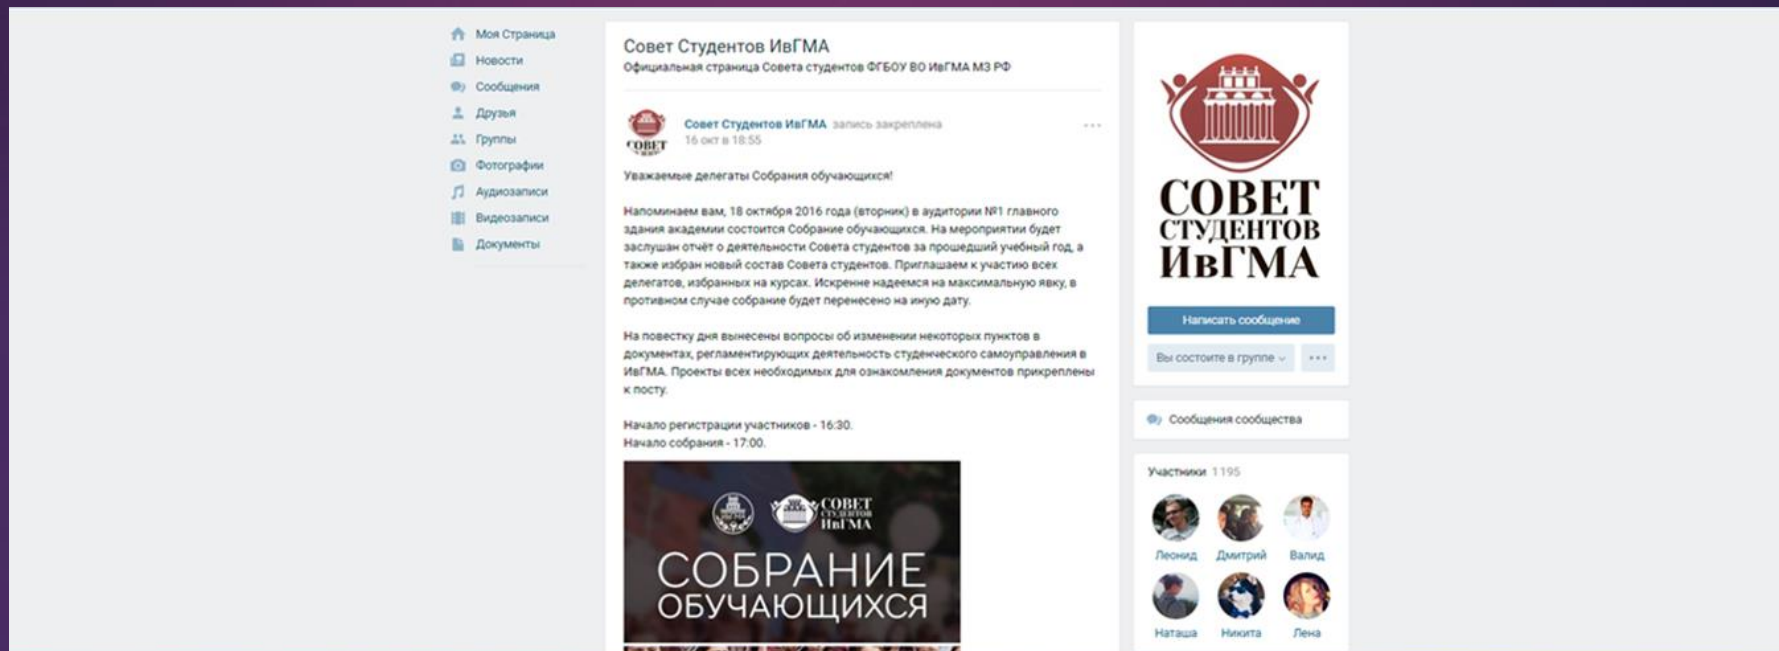 Моя Страница
Новости
Сообщения
Друзья
Группы
Фотографии
Аудиозаписи
Видеозаписи
Документы
Совет Студентов ИвГМА
Официальная страница Совета студентов ФГБОУ ВО ИвГМА МЗ РФ
СОВЕТ
Совет Студентов ИвГМА запись закреплена
16 окт в 18:55
Уважаемые делегаты Собрания обучающихся!
Напоминаем вам, 18 октября 2016 года (вторник) в аудитории №1 главного
здания академии состоится Собрание обучающихся. На мероприятии будет
заслушан отчёт о деятельности Совета студентов за прошедший учебный год, а
также избран новый состав Совета студентов. Приглашаем к участию всех
делегатов, избранных на курсах. Искренне надеемся на максимальную явку, в
противном случае собрание будет перенесено на иную дату.
На повестку дня вынесены вопросы об изменении некоторых пунктов в
документах, регламентирующих деятельность студенческого самоуправления в
ИвГМА. Проекты всех необходимых для ознакомления документов прикреплены
к посту.
Начало регистрации участников - 16:30.
Начало собрания - 17:00.
СОВЕТ
СТУДЕНТОВ
ИвГМА
СОБРАНИЕ
ОБУЧАЮЩИХСЯ
СОВЕТ
СТУДЕНТОВ
ИвГМА
Написать сообщение
Вы состоите в группе
Сообщения сообщества
Участники 1195
Леонид Дмитрий Валид
Наташа Никита Лена